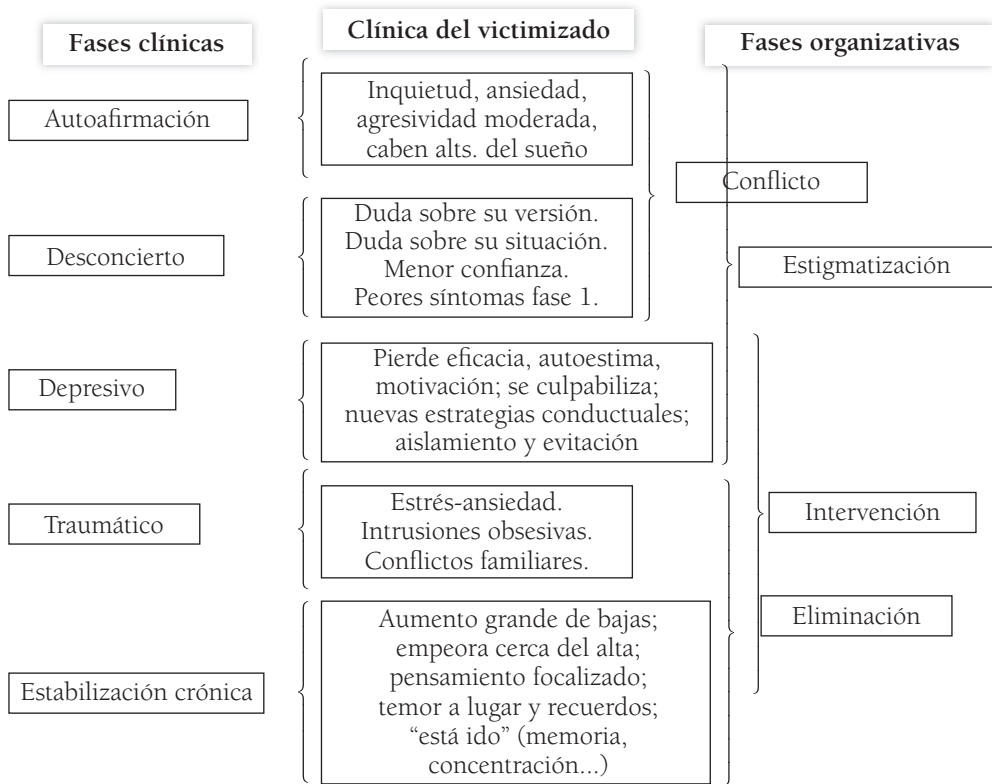 Fases clínicas
Clínica del victimizado
Fases organizativas
Autoafirmación
Inquietud, ansiedad,
agresividad moderada,
caben alts. del sueño
Conflicto
Desconcierto
Duda sobre su versión.
Duda sobre su situación.
Menor confianza.
Peores síntomas fase 1.
Estigmatización
Depresivo
Pierde eficacia, autoestima,
motivación; se culpabiliza;
nuevas estrategias conductuales;
aislamiento y evitación
Traumático
Estrés-ansiedad.
Intrusiones obsesivas.
Conflictos familiares.
Intervención
Eliminación
Estabilización crónica
Aumento grande de bajas;
empeora cerca del alta;
pensamiento focalizado;
temor a lugar y recuerdos;
“está ido” (memoria,
concentración...)